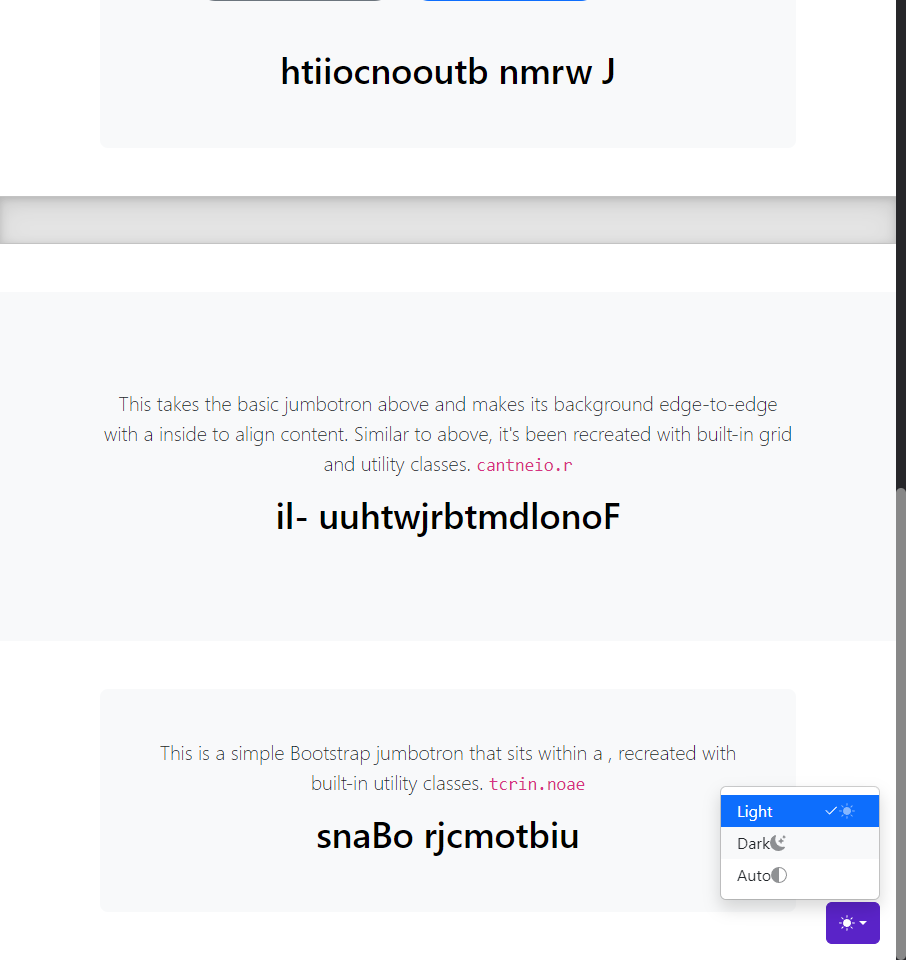 htiiocnooutb nmrw J
This takes the basic jumbotron above and makes its background edge-to-edge
with a inside to align content. Similar to above, it's been recreated with built-in grid
and utility classes. cantneio.r
il- uuhtwjrbtmdlonoF
This is a simple Bootstrap jumbotron that sits within a , recreated with
built-in utility classes. tcrin.noae
snaBo rjcmotbiu
Light
Dark
Auto